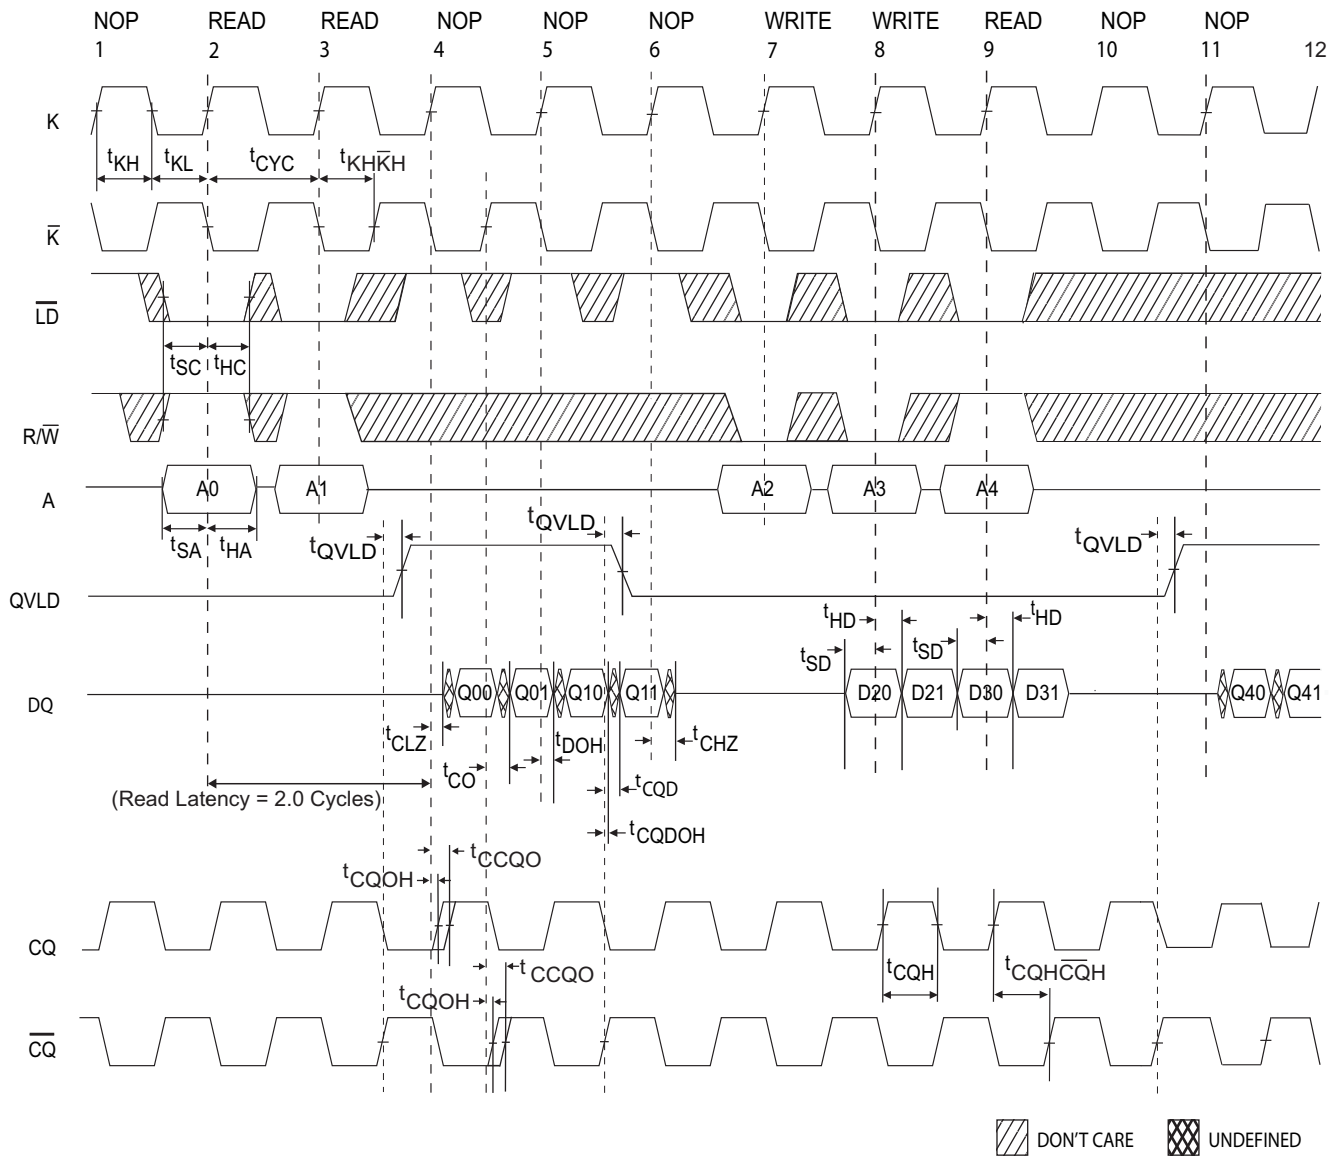 NOP READ READ NOP NOP NOP WRITE WRITE READ NOP NOP
1 2 3 4 5 6 7 8 9 10 11 12
K
tKH tKL tCYC tKHK̅H
K̅
L̅D̅
tSC tHC
R/W̅
A A0 A1 A2 A3 A4
tSA tHA tQVLD tQVLD tQVLD
QVLD
tHD tSD tHD
tSD
DQ Q00 Q01 Q10 Q11 D20 D21 D30 D31 Q40 Q41
tCLZ tDOH tCHZ
tCO tCQD
(Read Latency = 2.0 Cycles)
tCQDOH
tCCQO
tCQOH
CQ
tCCQO tCQH tCQHC̅Q̅H
tCQOH
C̅Q̅
DON'T CARE UNDEFINED